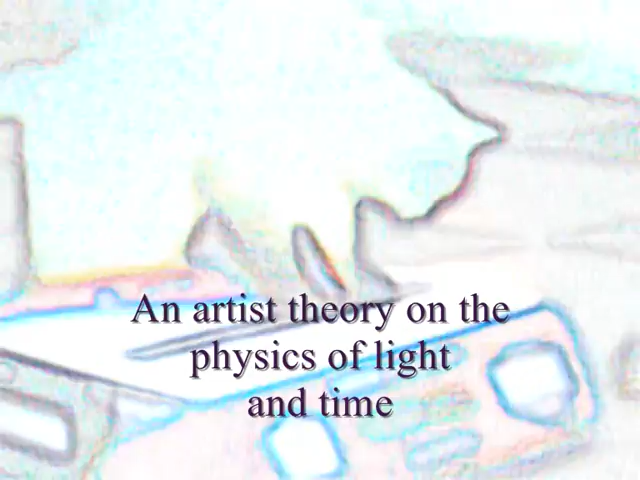 An artist theory on the
physics of light
and time